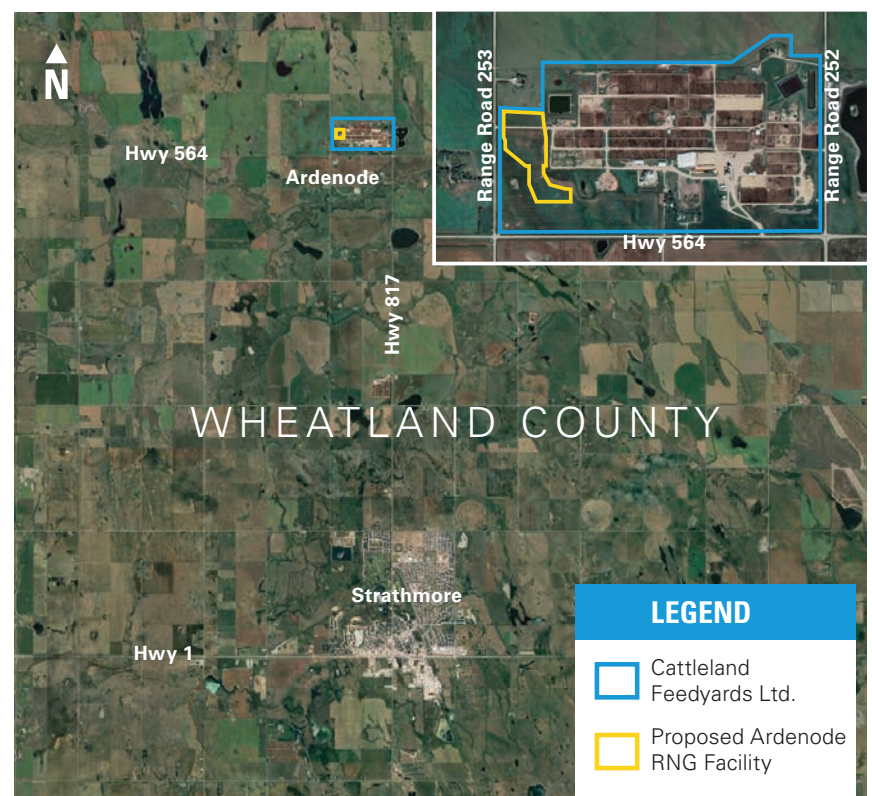 N
Hwy 564
Ardenode
Hwy 817
Range Road 253
Range Road 252
Hwy 564
WHEATLAND COUNTY
Strathmore
Hwy 1
LEGEND
Cattleland
Feedyards Ltd.
Proposed Ardenode
RNG Facility